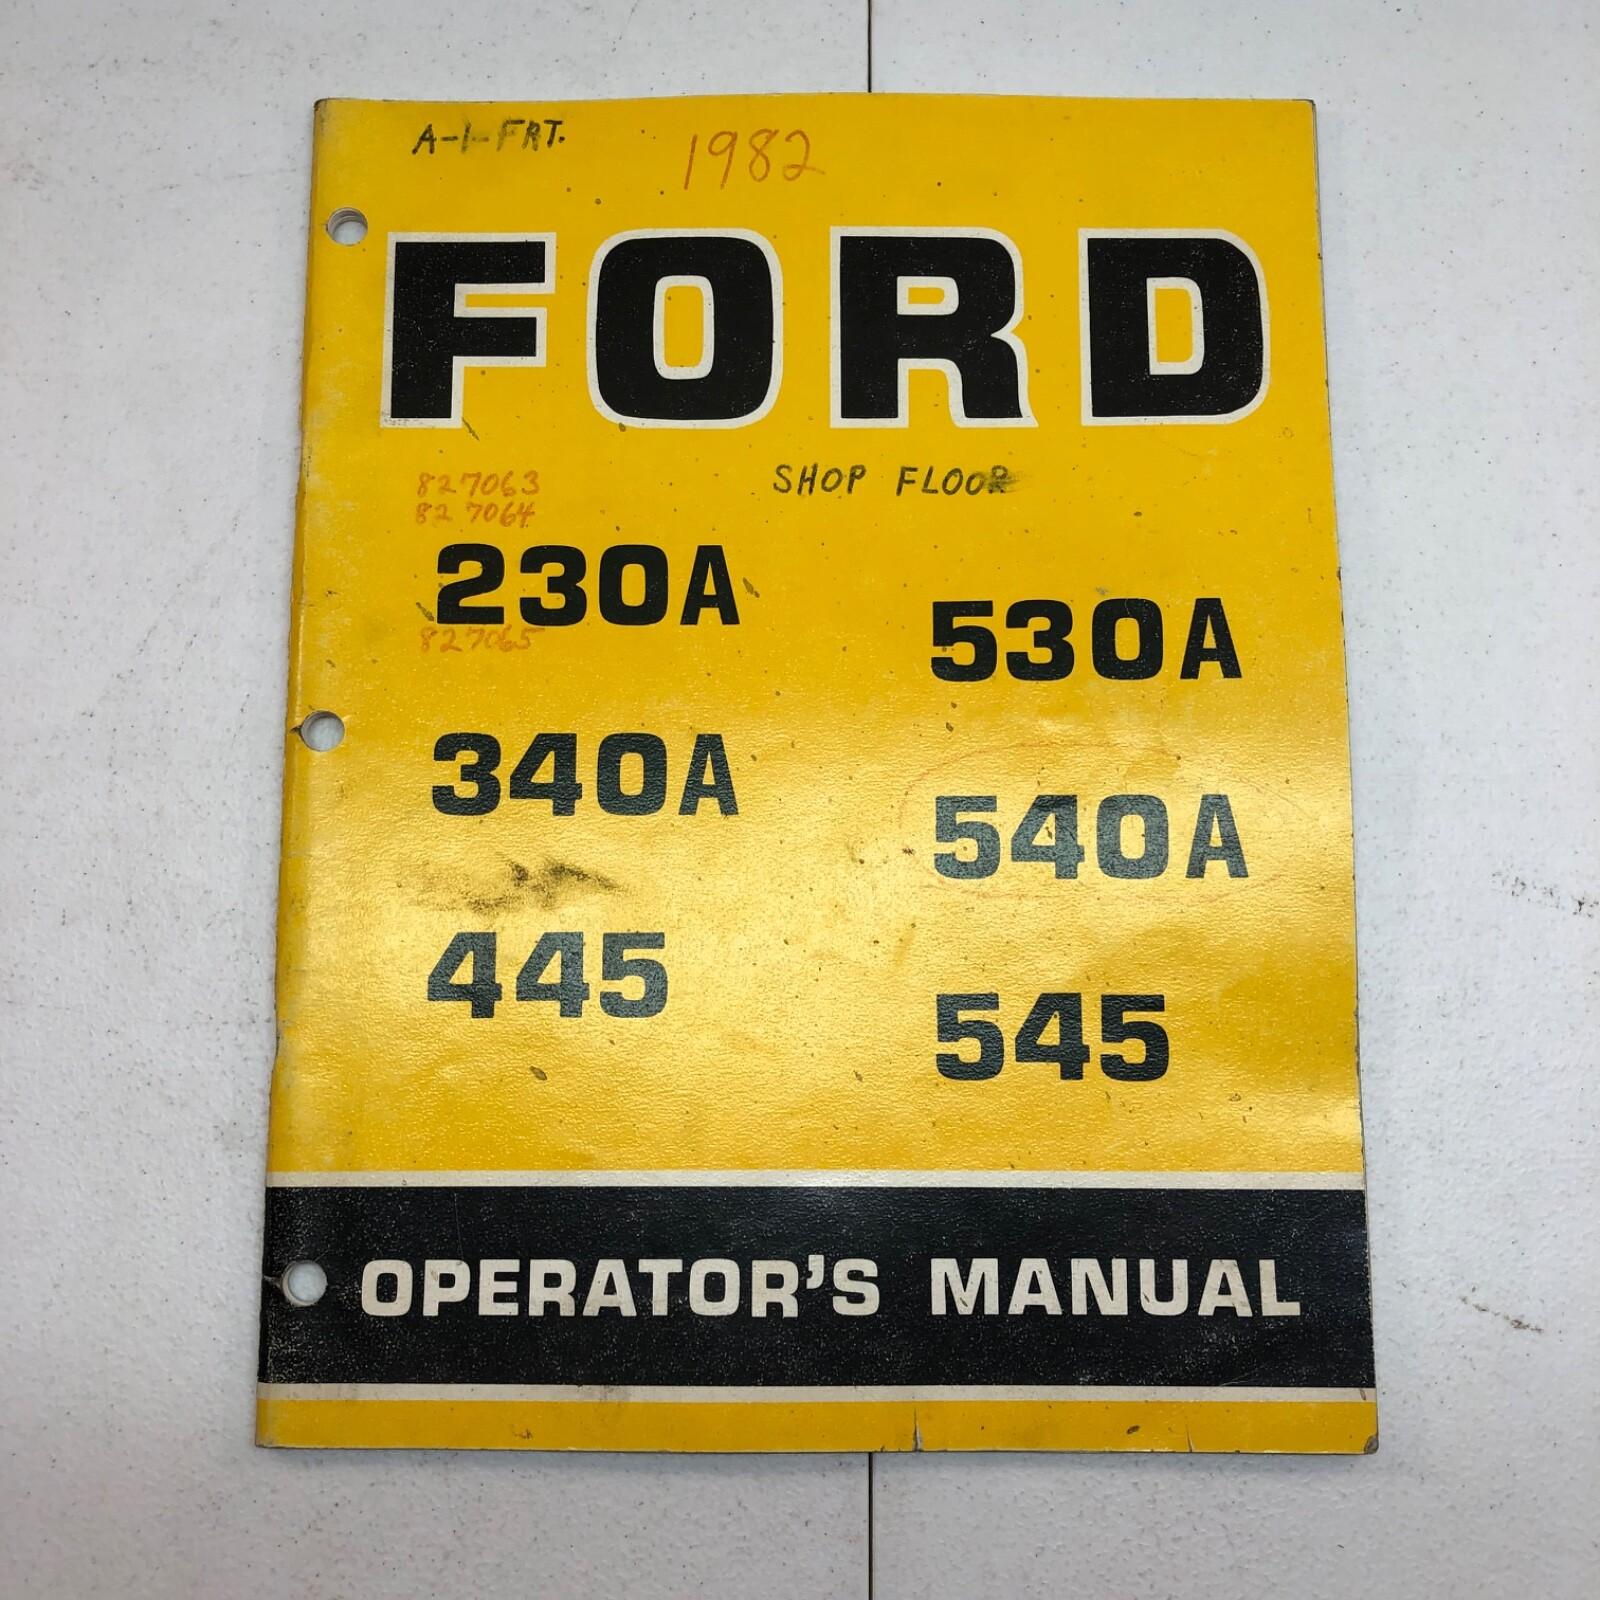 A-1-FRT.
1982
FORD
SHOP FLOOR
827063
827064
230A
827065
530A
340A
540A
445
545
OPERATOR'S MANUAL